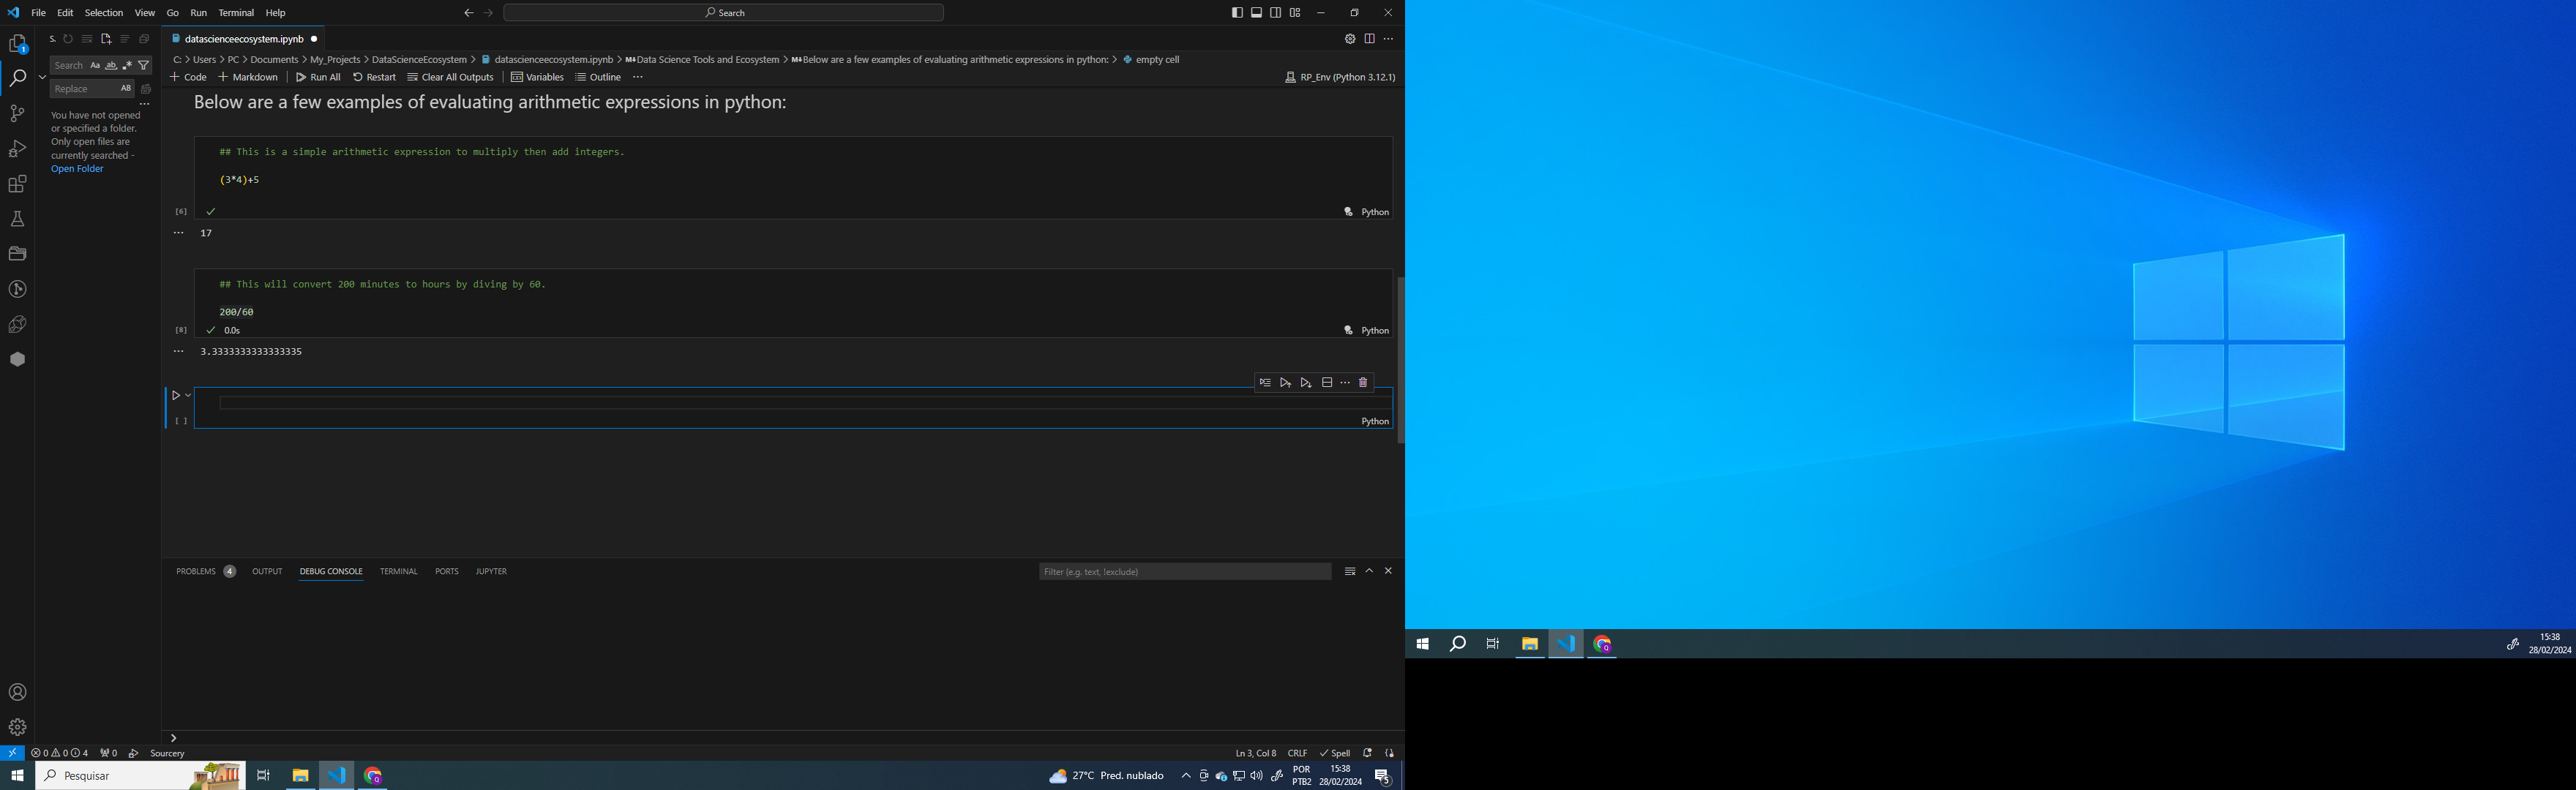 File Edit Selection View Go Run Terminal Help
Search
datascienceecosystem.ipynb
S.
Search Aa ab
Replace AB
You have not opened
or specified a folder.
Only open files are
currently searched -
Open Folder
1
C: > Users > PC > Documents > My_Projects > DataScienceEcosystem > datascienceecosystem.ipynb > M↓Data Science Tools and Ecosystem > M↓Below are a few examples of evaluating arithmetic expressions in python: > empty cell
+ Code + Markdown | Run All Restart Clear All Outputs | Variables Outline ...
RP_Env (Python 3.12.1)
Below are a few examples of evaluating arithmetic expressions in python:
## This is a simple arithmetic expression to multiply then add integers.
(3*4)+5
[6]
Python
... 17
## This will convert 200 minutes to hours by diving by 60.
200/60
[8] 0.0s
Python
... 3.3333333333333335
[ ]
Python
PROBLEMS 4 OUTPUT DEBUG CONSOLE TERMINAL PORTS JUPYTER
Filter (e.g. text, !exclude)
0 0 4 0 Sourcery
Ln 3, Col 8 CRLF Spell
Pesquisar
27°C Pred. nublado
POR
PTB2
15:38
28/02/2024
5
15:38
28/02/2024